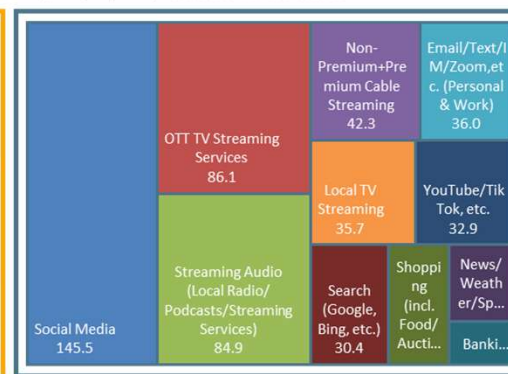 Social Media
145.5
OTT TV Streaming
Services
86.1
Streaming Audio
(Local Radio/
Podcasts/Streaming
Services)
84.9
Non-
Premium+Pre
mium Cable
Streaming
42.3
Email/Text/I
M/Zoom,et
c. (Personal
& Work)
36.0
Local TV
Streaming
35.7
YouTube/Tik
Tok, etc.
32.9
Search
(Google,
Bing, etc.)
30.4
Shoppi
ng
(incl.
Food/
Aucti...
News/
Weath
er/Sp...
Banki...